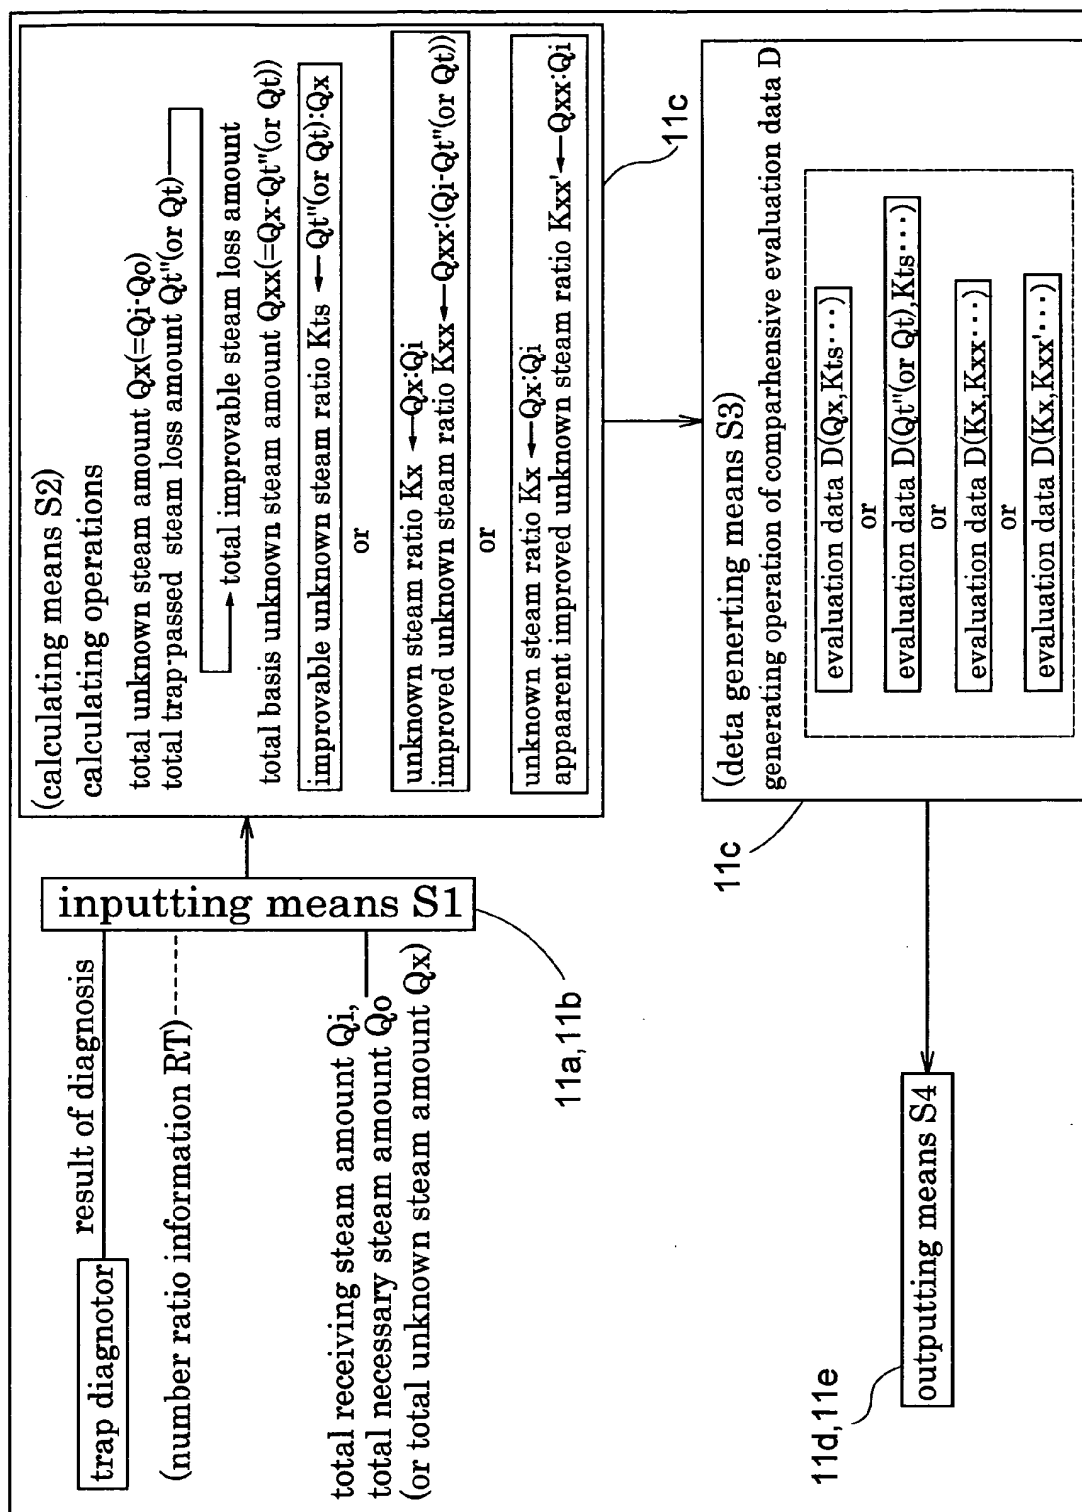 trap diagnotor
result of diagnosis
(number ratio information RT)
total receiving steam amount Qi,
total necessary steam amount Qo
(or total unknown steam amount Qx)
inputting means S1
11a,11b
(calculating means S2)
calculating operations
total unknown steam amount Qx(=Qi-Qo)
total trap-passed steam loss amount Qt"(or Qt)
total improvable steam loss amount
total basis unknown steam amount Qxx(=Qx-Qt"(or Qt))
improvable unknown steam ratio Kts ← Qt"(or Qt):Qx
or
unknown steam ratio Kx ← Qx:Qi
improved unknown steam ratio Kxx ← Qxx:(Qi-Qt"(or Qt))
or
unknown steam ratio Kx ← Qx:Qi
appaarent improved unknown steam ratio Kxx' ← Qxx:Qi
11c
(deta generting means S3)
generating operation of comparhensive evaluation data D
evaluation data D(Qx,Kts···)
or
evaluation data D(Qt"(or Qt),Kts···)
or
evaluation data D(Kx,Kxx···)
or
evaluation data D(Kx,Kxx'···)
11c
outputting means S4
11d,11e